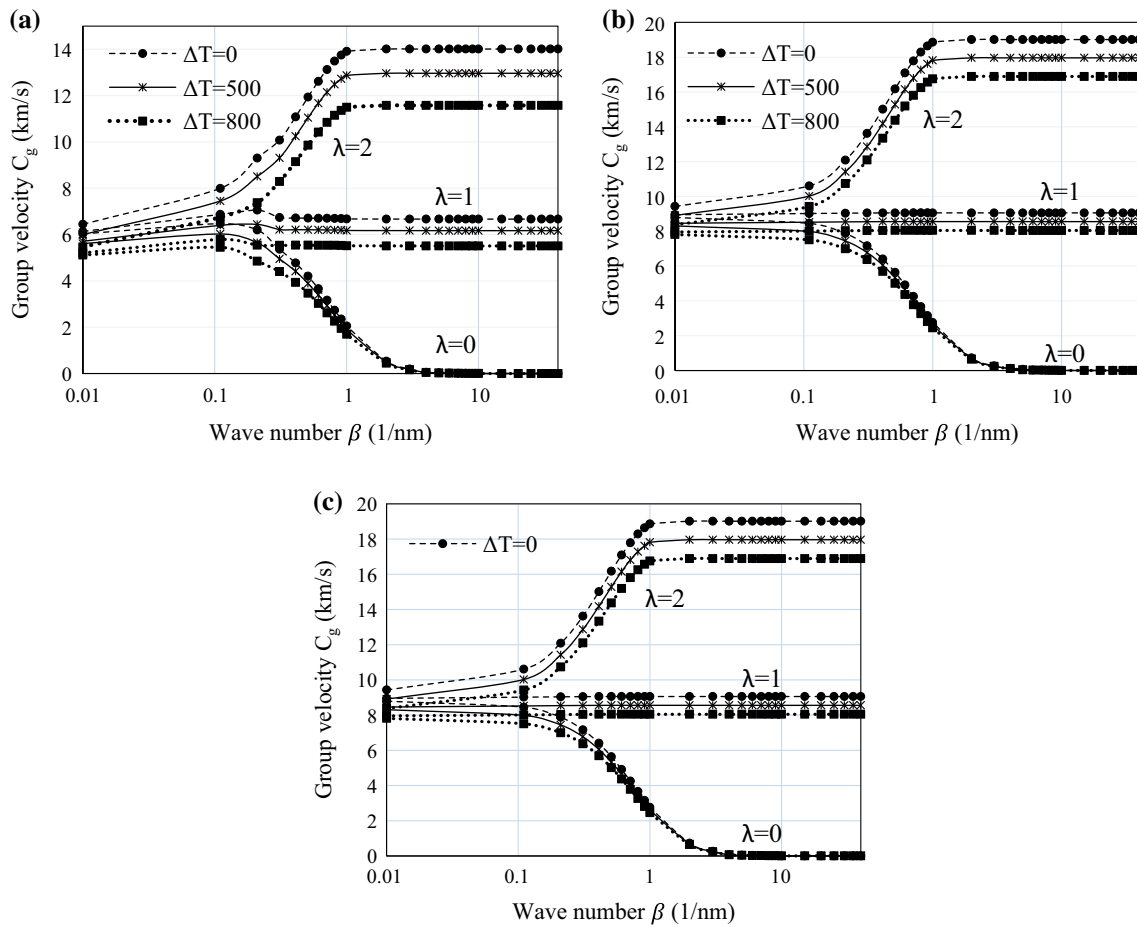 (a)
14
12
10
8
6
4
2
0
Group velocity C_g (km/s)
ΔT=0
ΔT=500
ΔT=800
λ=2
λ=1
λ=0
0.01
0.1
1
10
Wave number β (1/nm)
(b)
20
18
16
14
12
10
8
6
4
2
0
Group velocity C_g (km/s)
ΔT=0
ΔT=500
ΔT=800
λ=2
λ=1
λ=0
0.01
0.1
1
10
Wave number β (1/nm)
(c)
20
18
16
14
12
10
8
6
4
2
0
Group velocity C_g (km/s)
ΔT=0
λ=2
λ=1
λ=0
0.01
0.1
1
10
Wave number β (1/nm)